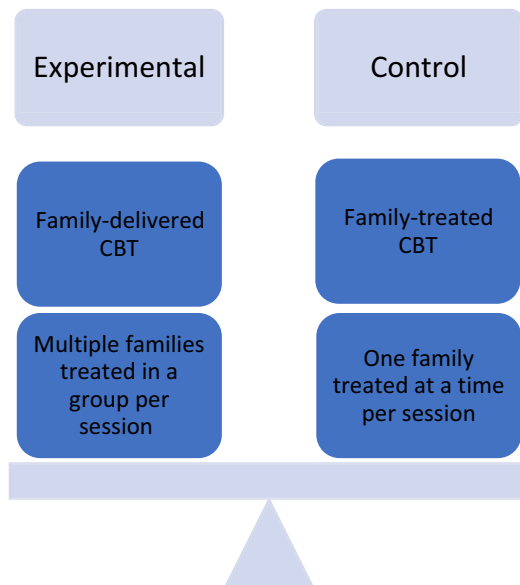 Experimental
Control
Family-delivered
CBT
Family-treated
CBT
Multiple families
treated in a
group per
session
One family
treated at a time
per session